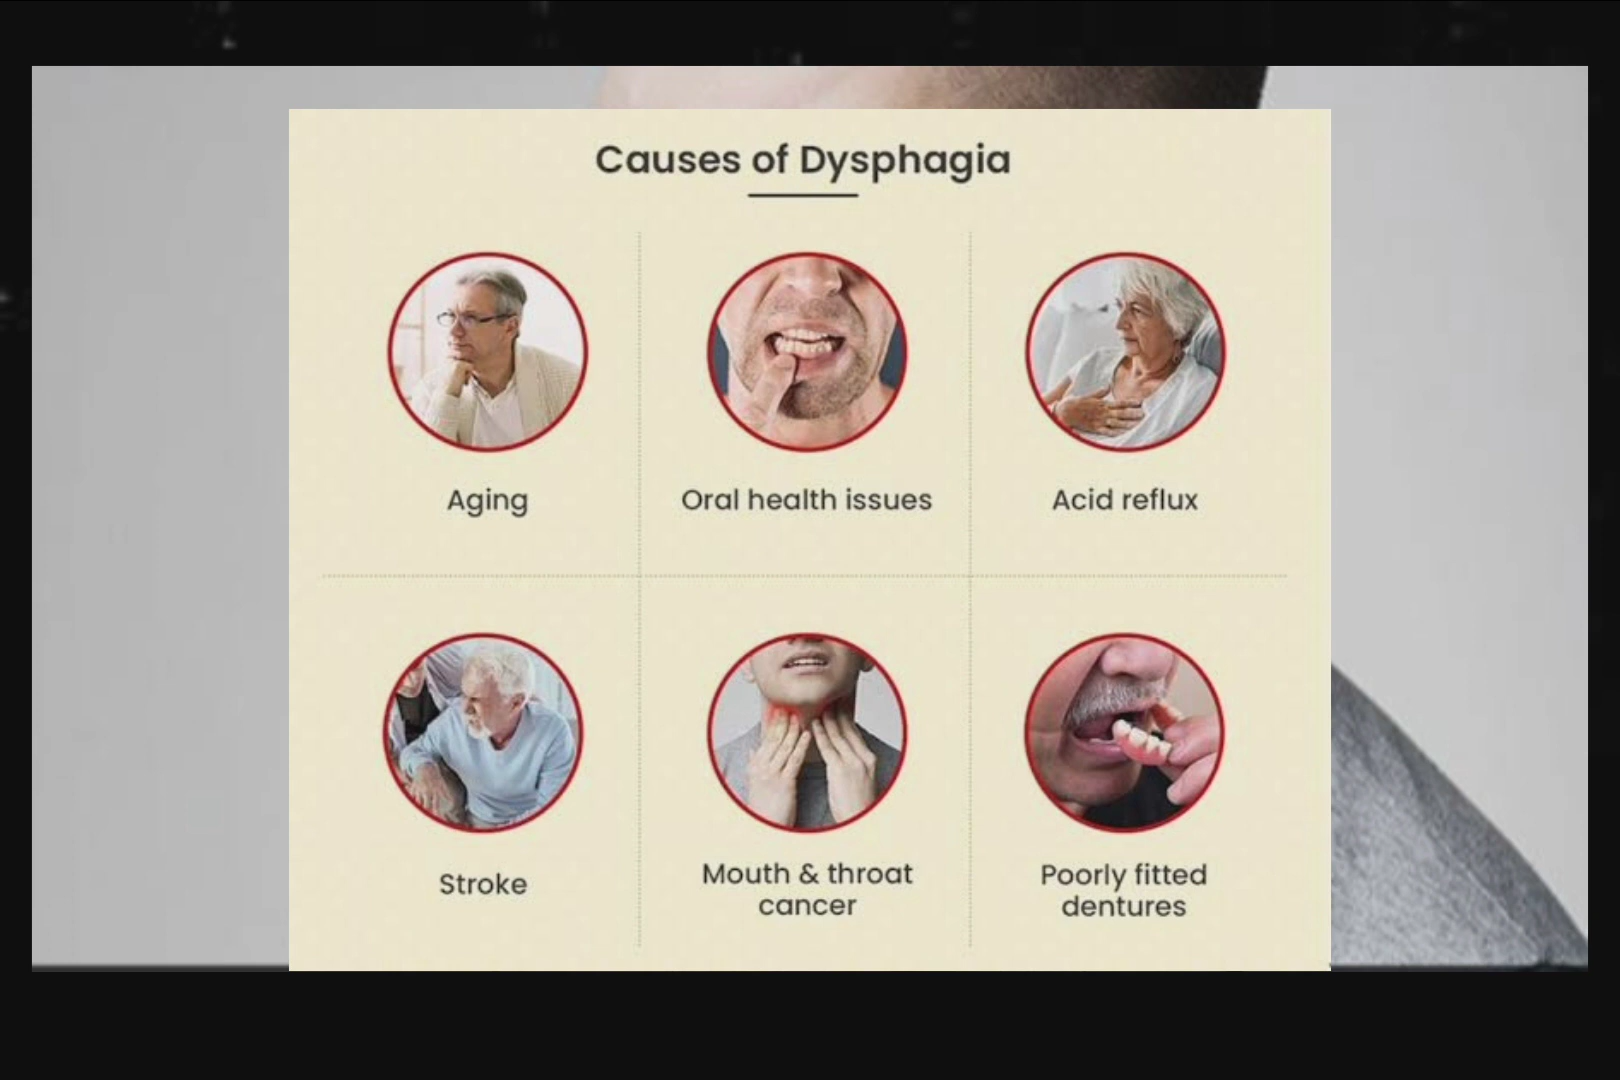 Causes of Dysphagia
Aging
Oral health issues
Acid reflux
Stroke
Mouth & throat
cancer
Poorly fitted
dentures